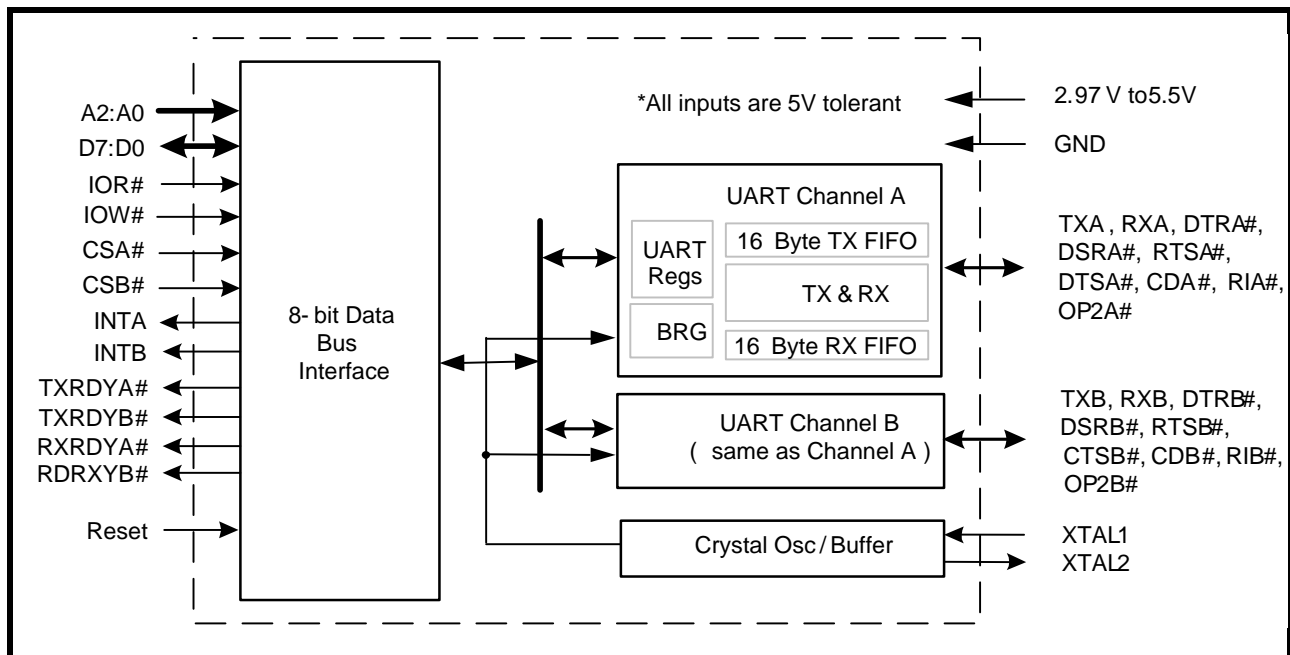 A2:A0
D7:D0
IOR#
IOW#
CSA#
CSB#
INTA
INTB
TXRDYA#
TXRDYB#
RXRDYA#
RDRXYB#
Reset
8- bit Data
Bus
Interface
*All inputs are 5V tolerant
2.97 V to5.5V
GND
UART Channel A
UART
Regs
BRG
16 Byte TX FIFO
TX & RX
16 Byte RX FIFO
TXA , RXA, DTRA#,
DSRA#, RTSA#,
DTSA#, CDA#, RIA#,
OP2A#
UART Channel B
( same as Channel A )
TXB, RXB, DTRB#,
DSRB#, RTSB#,
CTSB#, CDB#, RIB#,
OP2B#
Crystal Osc / Buffer
XTAL1
XTAL2